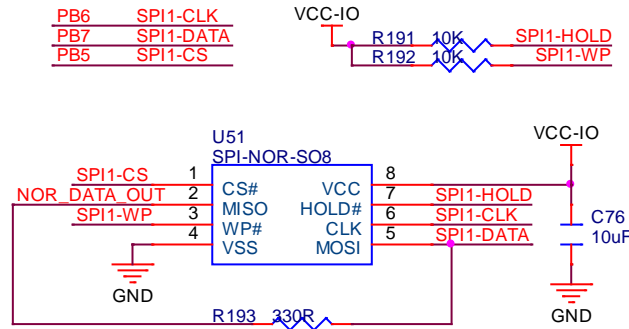 PB6 SPI1-CLK
PB7 SPI1-DATA
PB5 SPI1-CS
VCC-IO
R191 10K SPI1-HOLD
R192 10K SPI1-WP
U51
SPI-NOR-SO8
VCC-IO
SPI1-CS 1 CS# VCC 8
NOR_DATA_OUT 2 MISO HOLD# 7 SPI1-HOLD
SPI1-WP 3 WP# CLK 6 SPI1-CLK
4 VSS MOSI 5 SPI1-DATA
C76
10uF
GND
GND
R193 330R